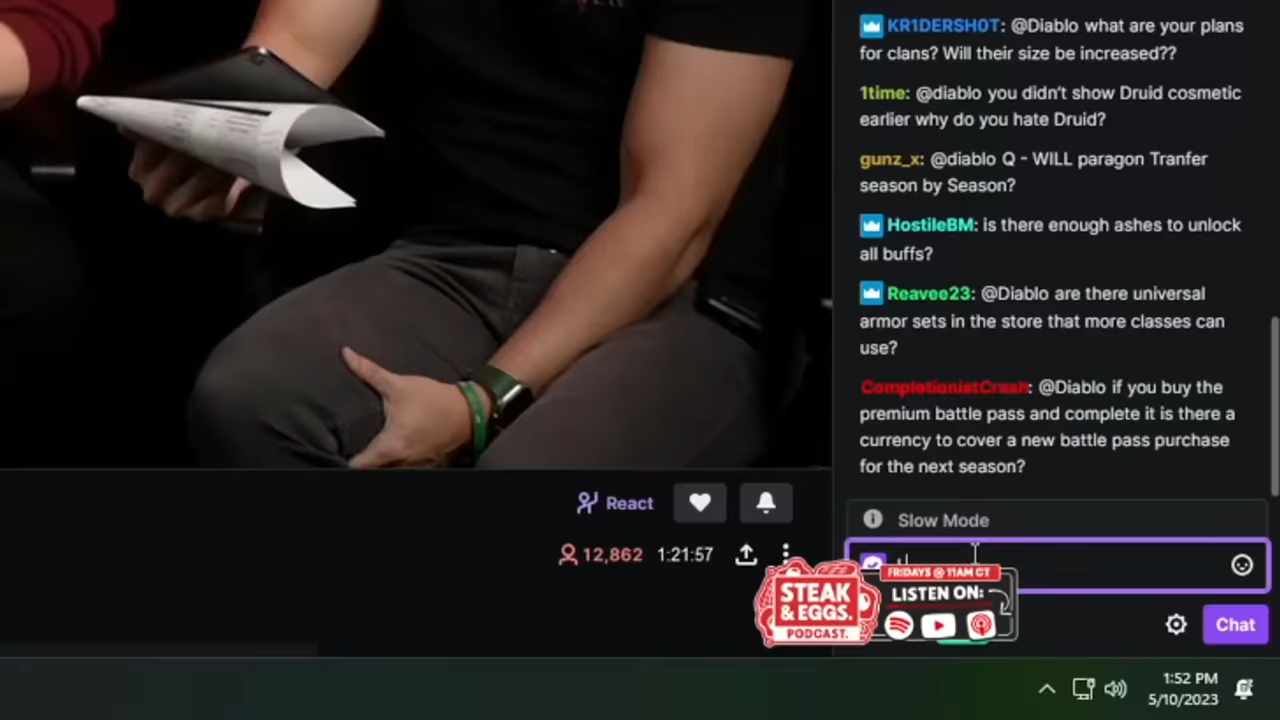 KR1DERSH0T: @Diablo what are your plans
for clans? Will their size be increased??
1time: @diablo you didn't show Druid cosmetic
earlier why do you hate Druid?
gunz_x: @diablo Q - WILL paragon Tranfer
season by Season?
HostileBM: is there enough ashes to unlock
all buffs?
Reavee23: @Diablo are there universal
armor sets in the store that more classes can
use?
CompletionistCrash: @Diablo if you buy the
premium battle pass and complete it is there a
currency to cover a new battle pass purchase
for the next season?
React
Slow Mode
12,862 1:21:57
STEAK
& EGGS.
PODCAST.
FRIDAYS @ 11AM CT
LISTEN ON:
Chat
1:52 PM
5/10/2023